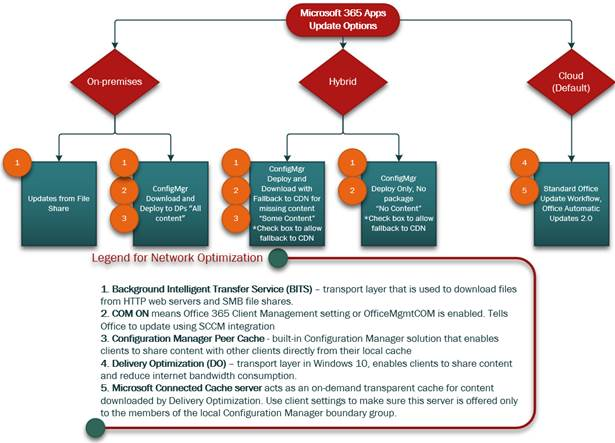 Microsoft 365 Apps
Update Options
On-premises
Hybrid
Cloud
(Default)
1
Updates from File
Share
1
2
3
ConfigMgr
Download and
Deploy to DPs "All
content"
1
2
3
ConfigMgr
Deploy and
Download with
Fallback to CDN for
missing content
"Some Content"
*Check box to allow
fallback to CDN
1
2
ConfigMgr
Deploy Only, No
package
"No Content"
*Check box to allow
fallback to CDN
4
5
Standard Office
Update Workflow,
Office Automatic
Updates 2.0
Legend for Network Optimization
1. Background Intelligent Transfer Service (BITS) – transport layer that is used to download files
from HTTP web servers and SMB file shares.
2. COM ON means Office 365 Client Management setting or OfficeMgmtCOM is enabled. Tells
Office to update using SCCM integration
3. Configuration Manager Peer Cache - built-in Configuration Manager solution that enables
clients to share content with other clients directly from their local cache
4. Delivery Optimization (DO) – transport layer in Windows 10, enables clients to share content
and reduce internet bandwidth consumption.
5. Microsoft Connected Cache server acts as an on-demand transparent cache for content
downloaded by Delivery Optimization. Use client settings to make sure this server is offered only
to the members of the local Configuration Manager boundary group.